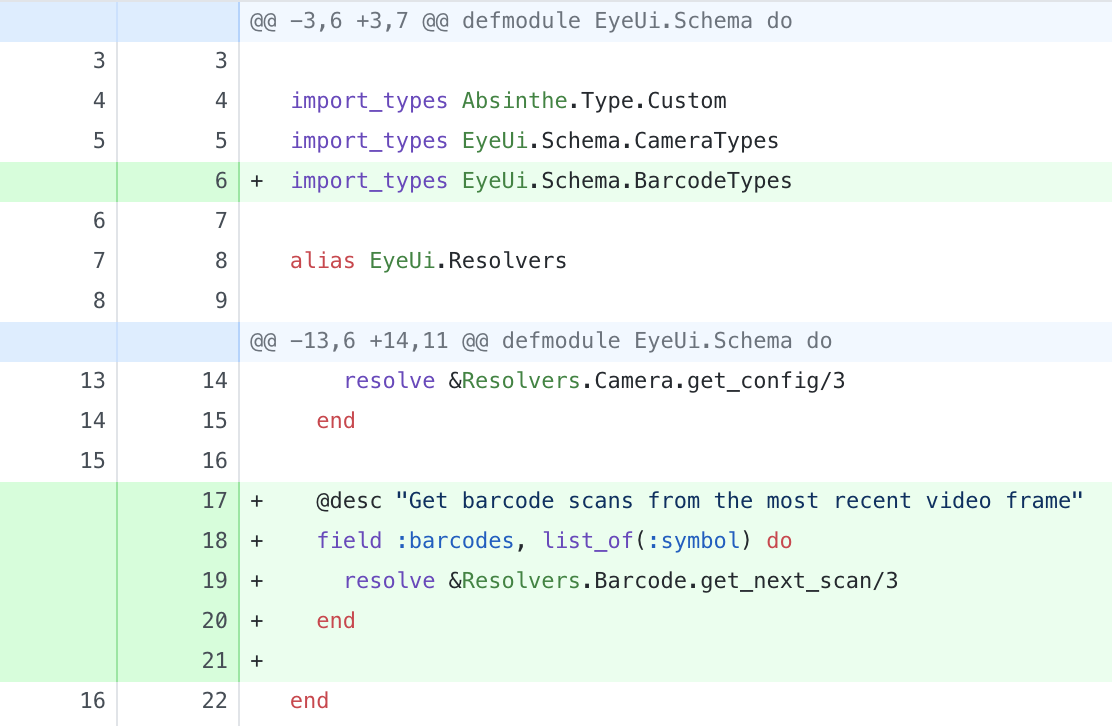 @@ −3,6 +3,7 @@ defmodule EyeUi.Schema do
3 3
4 4 import_types Absinthe.Type.Custom
5 5 import_types EyeUi.Schema.CameraTypes
6 + import_types EyeUi.Schema.BarcodeTypes
6 7
7 8 alias EyeUi.Resolvers
8 9
@@ −13,6 +14,11 @@ defmodule EyeUi.Schema do
13 14 resolve &Resolvers.Camera.get_config/3
14 15 end
15 16
17 + @desc "Get barcode scans from the most recent video frame"
18 + field :barcodes, list_of(:symbol) do
19 + resolve &Resolvers.Barcode.get_next_scan/3
20 + end
21 +
16 22 end